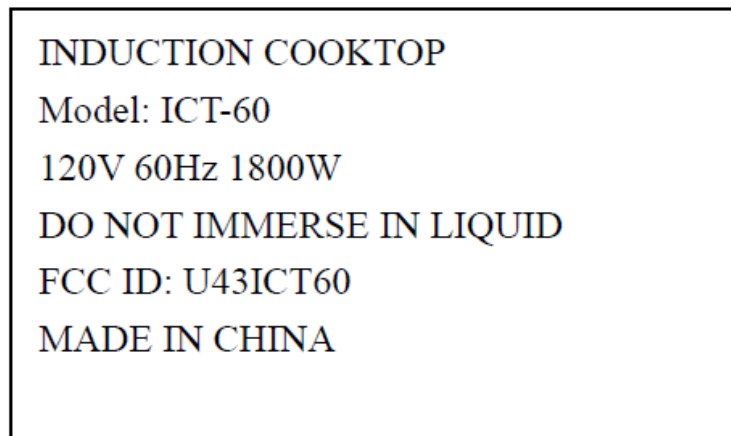 INDUCTION COOKTOP
Model: ICT-60
120V 60Hz 1800W
DO NOT IMMERSE IN LIQUID
FCC ID: U43ICT60
MADE IN CHINA